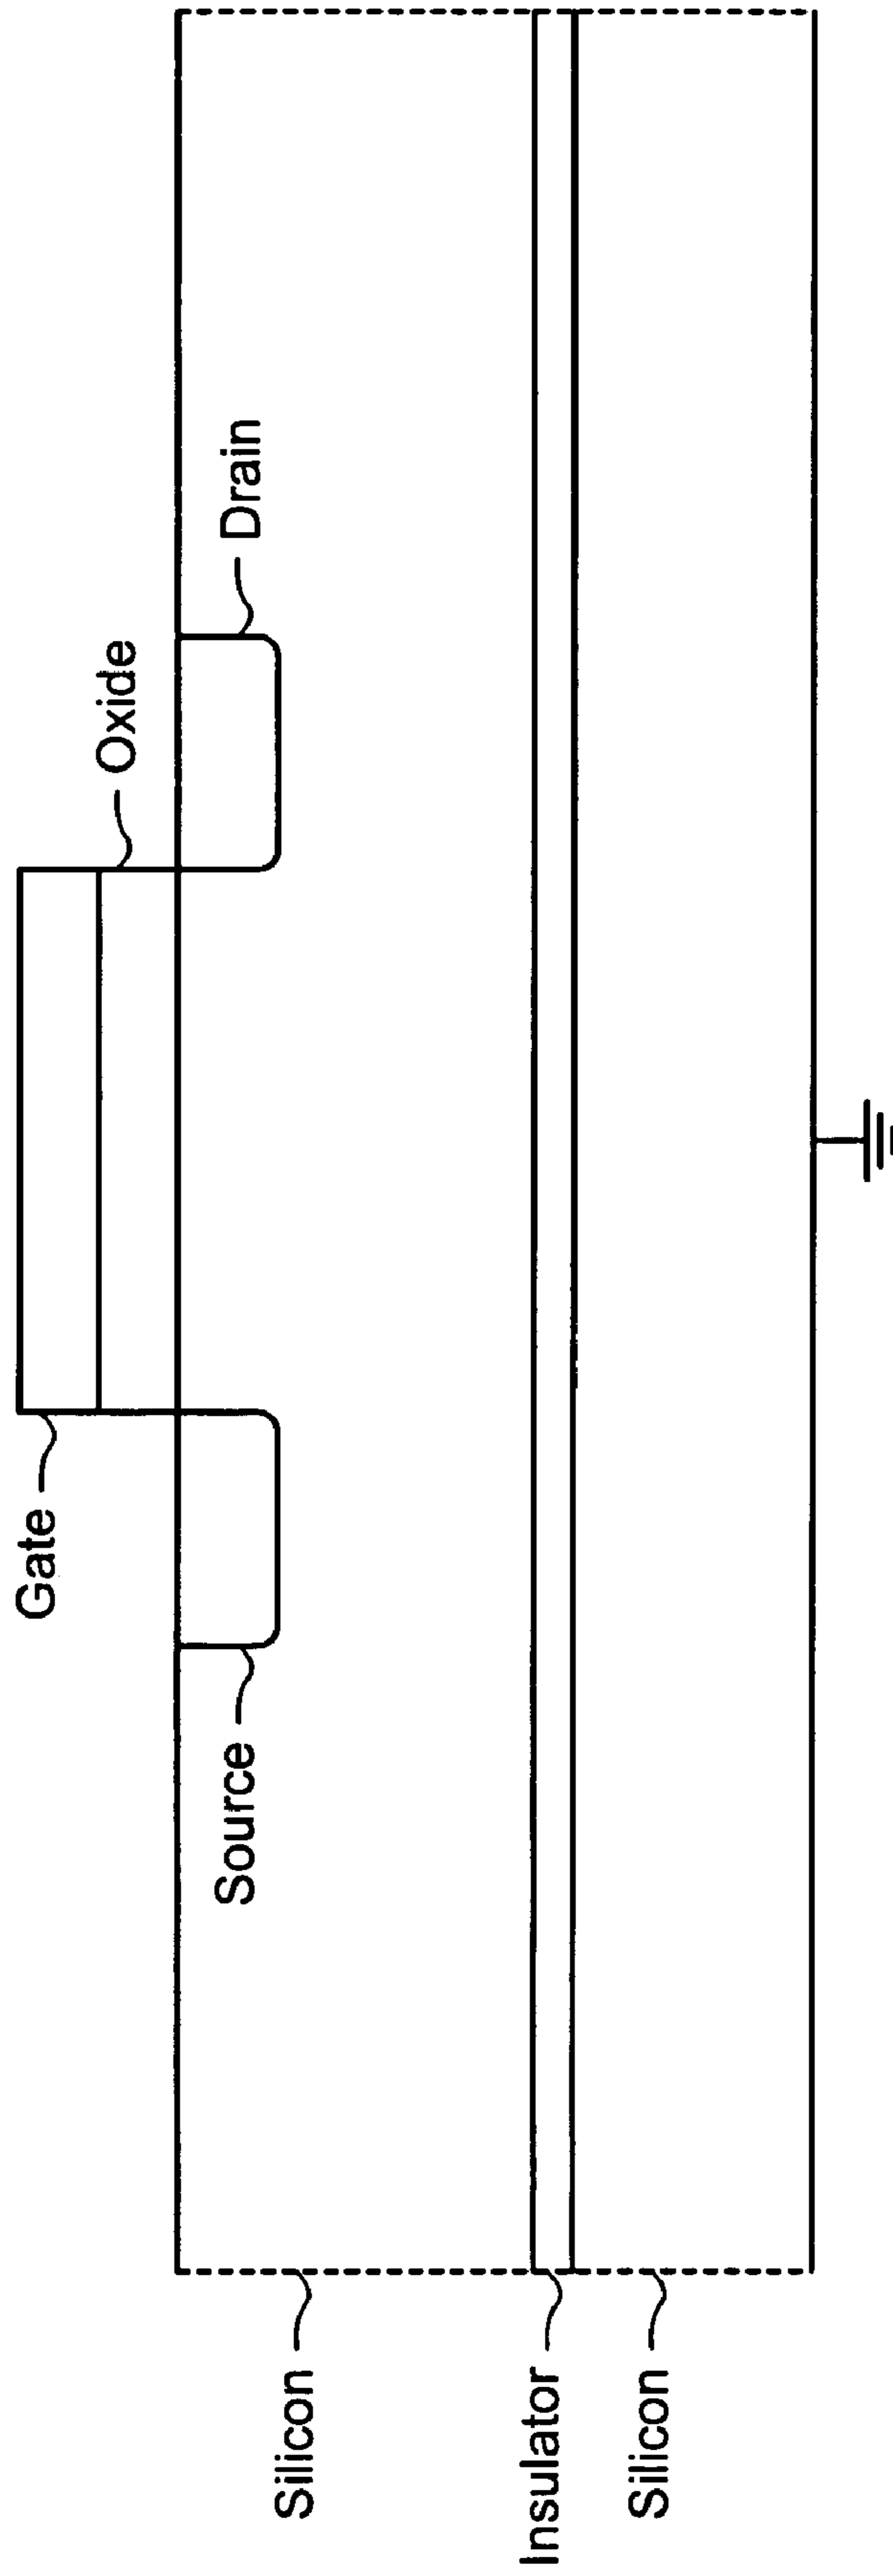 Gate
Oxide
Source
Drain
Silicon
Insulator
Silicon